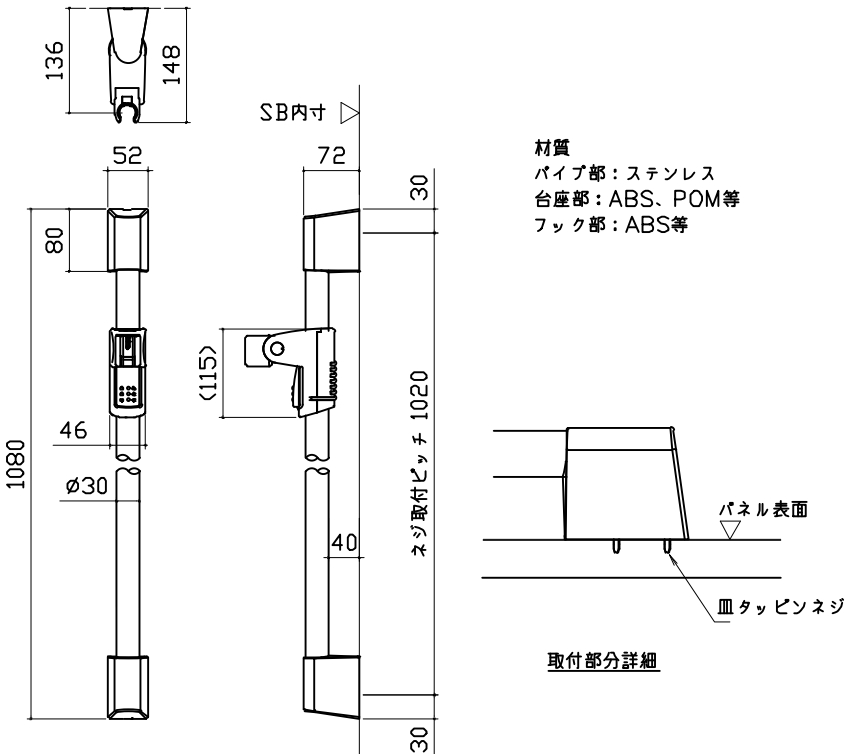 136
148
SB内寸
52
72
30
材質
パイプ部：ステンレス
台座部：ABS、POM等
フック部：ABS等
80
(115)
46
1080
ø30
ネジ取付ピッチ 1020
40
パネル表面
皿タッピンネジ
取付部分詳細
30